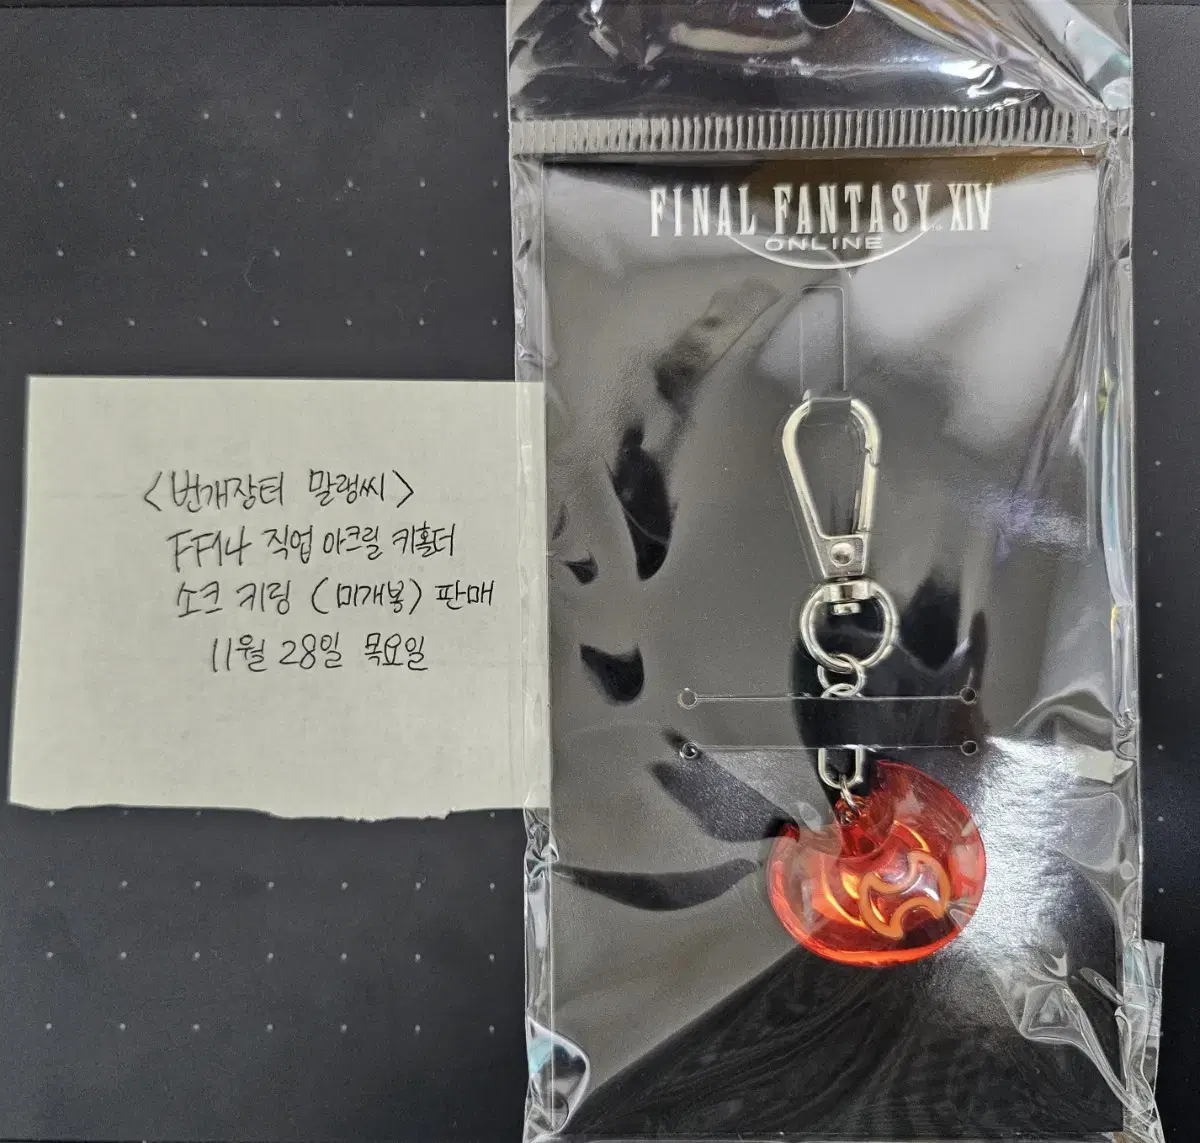 <번개장터 말랭씨>
FF14 직업 아크릴 키홀더
소크 키링 (미개봉) 판매
11월 28일 목요일
FINAL FANTASY XIV
ONLINE